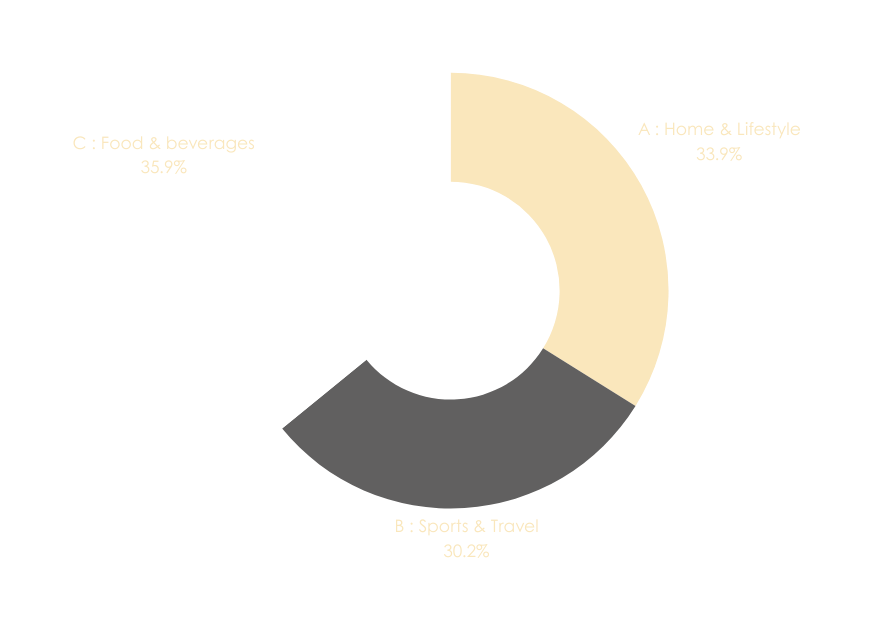 C : Food & beverages
35.9%
A : Home & Lifestyle
33.9%
B : Sports & Travel
30.2%